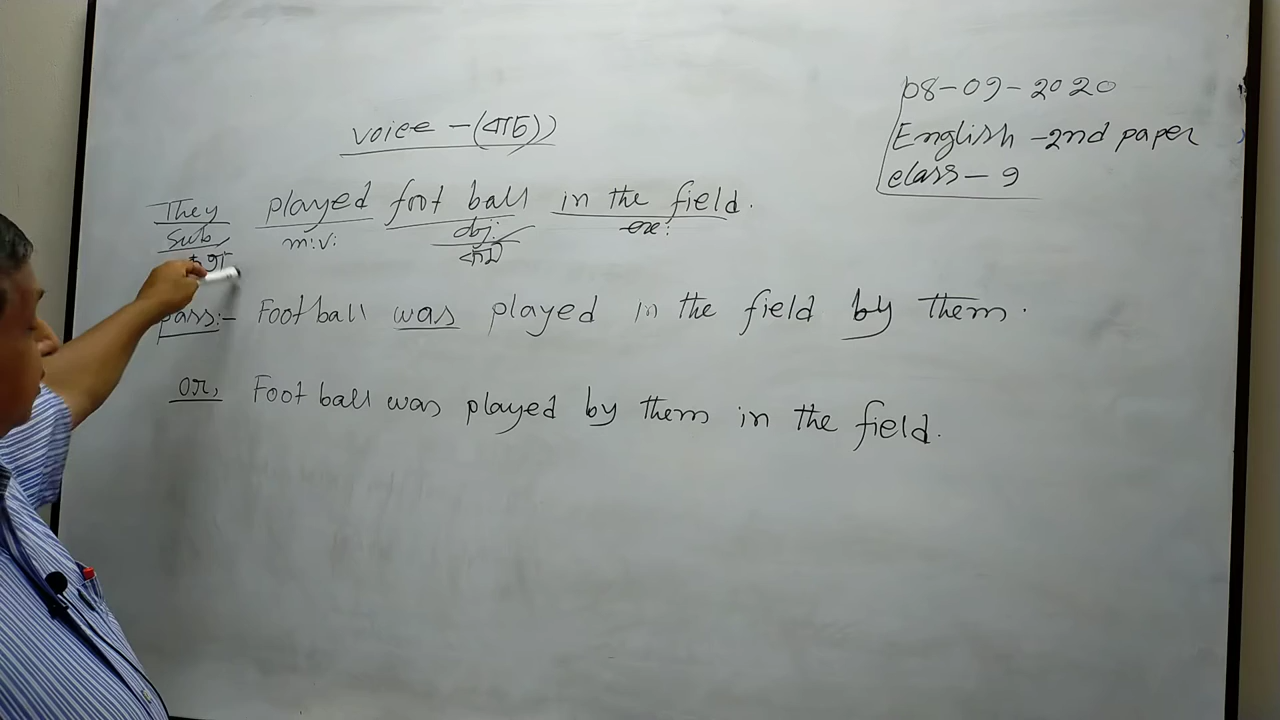 08-09-2020
English -2nd paper
class - 9
voice - (বাচ্য)
They played foot ball in the field.
Sub m:v: obj: ex:
pass:- Football was played in the field by them.
or, Foot ball was played by them in the field.